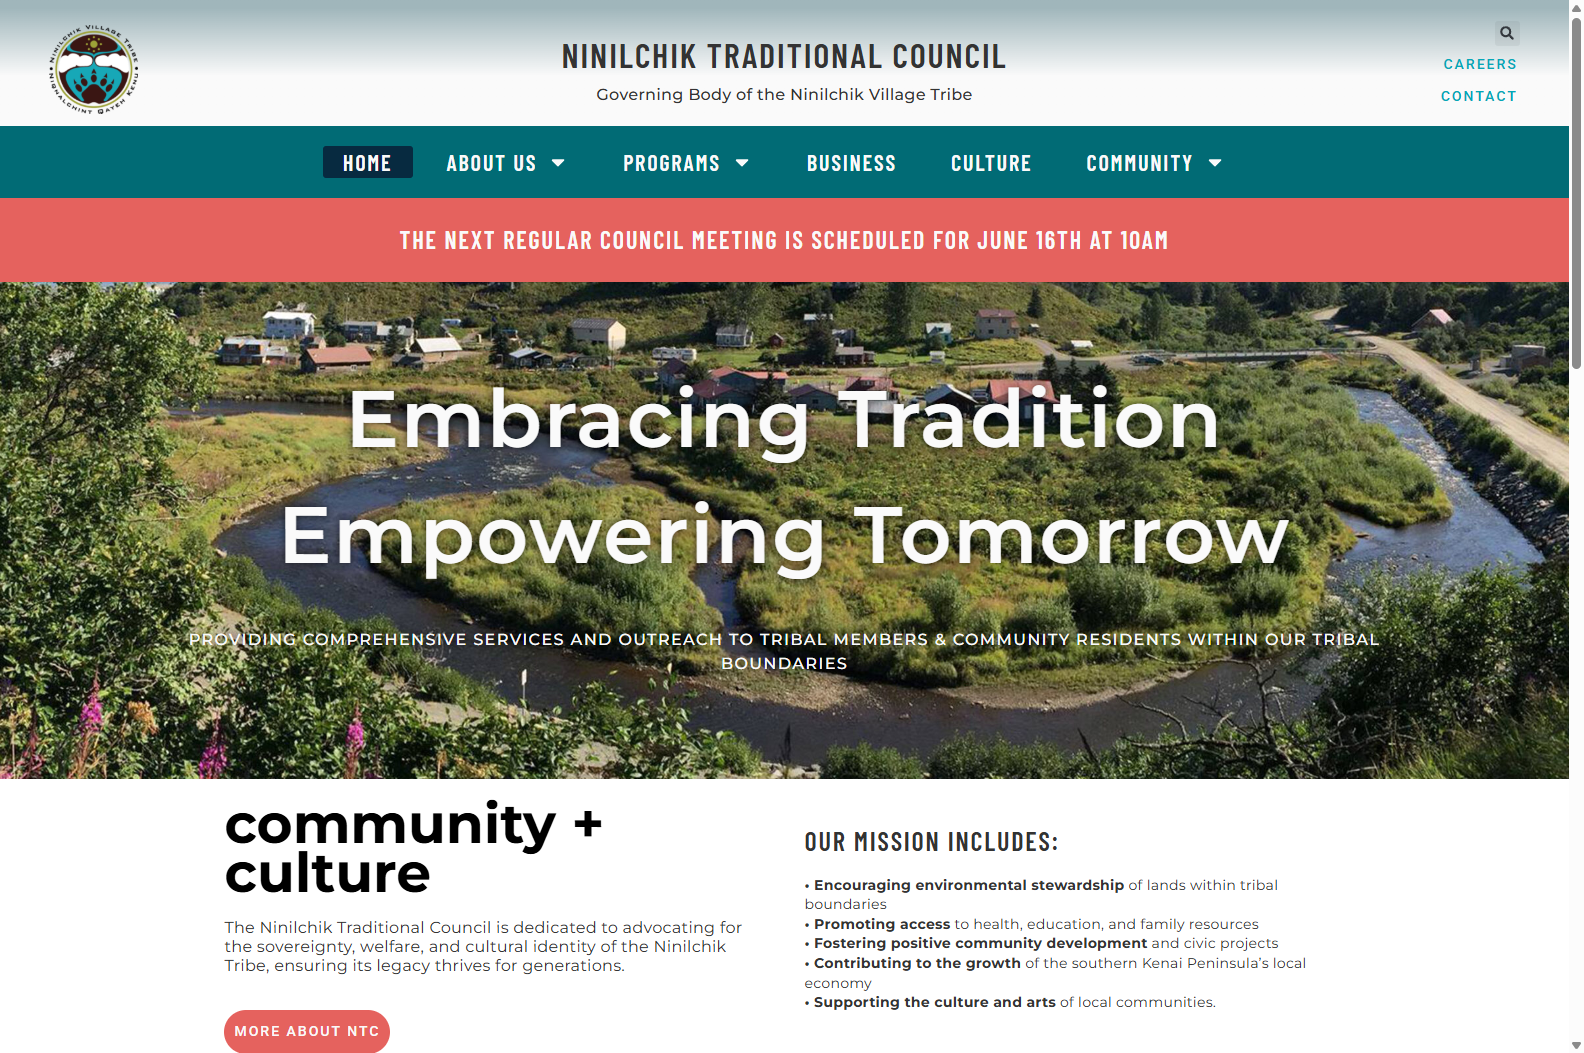 NINILCHIK VILLAGE TRIBE
NIQNALCHINT QAYEH KENU
NINILCHIK TRADITIONAL COUNCIL
Governing Body of the Ninilchik Village Tribe
CAREERS
CONTACT
HOME
ABOUT US
PROGRAMS
BUSINESS
CULTURE
COMMUNITY
THE NEXT REGULAR COUNCIL MEETING IS SCHEDULED FOR JUNE 16TH AT 10AM
Embracing Tradition
Empowering Tomorrow
PROVIDING COMPREHENSIVE SERVICES AND OUTREACH TO TRIBAL MEMBERS & COMMUNITY RESIDENTS WITHIN OUR TRIBAL
BOUNDARIES
community +
culture
The Ninilchik Traditional Council is dedicated to advocating for
the sovereignty, welfare, and cultural identity of the Ninilchik
Tribe, ensuring its legacy thrives for generations.
MORE ABOUT NTC
OUR MISSION INCLUDES:
• Encouraging environmental stewardship of lands within tribal
boundaries
• Promoting access to health, education, and family resources
• Fostering positive community development and civic projects
• Contributing to the growth of the southern Kenai Peninsula's local
economy
• Supporting the culture and arts of local communities.